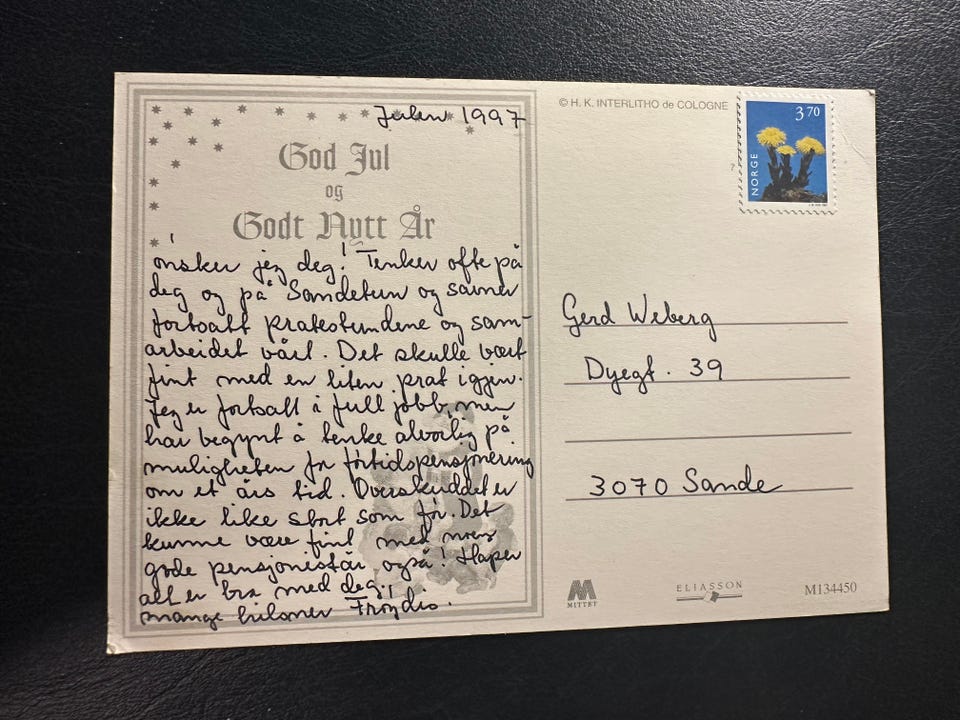 Julen 1997
God Jul
og
Godt Nytt År
ønsker jeg deg! Tenker ofte på
deg og på Sandetun og savner
fortsatt pratestundene og sam-
arbeidet vårt. Det skulle vært
fint med en liten prat igjen.
Jeg er fortsatt i full jobb, men
har begynt å tenke alvorlig på
muligheten for førtidspensjonering
om et års tid. Overskuddet er
ikke like stort som før. Det
kunne være fint med noen
gode pensjonistår også! Håper
alt er bra med deg.
mange hilsner Frøydis.
© H. K. INTERLITHO de COLOGNE
3 70
NORGE
Gerd Weberg
Dyegt. 39
3070 Sande
MITTET
ELIASSON
M134450